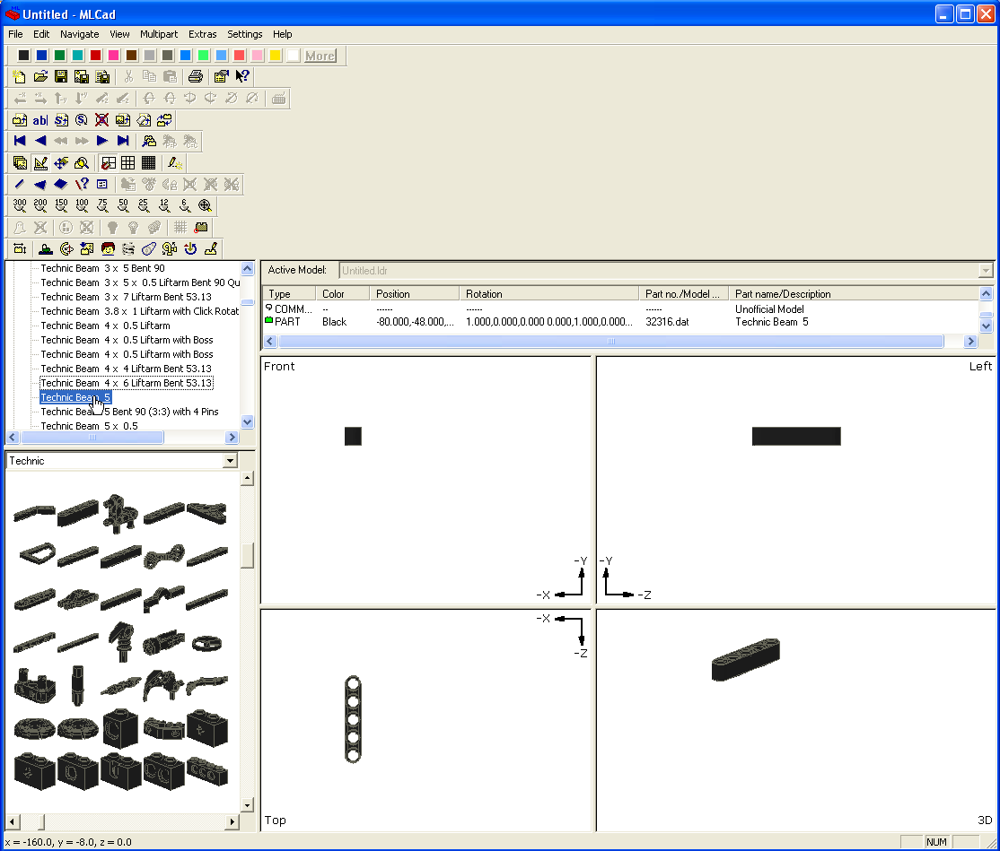 Untitled - MLCad
File Edit Navigate View Multipart Extras Settings Help
More
ab|
300 200 150 100 75 50 25 12 6
Technic Beam 3 x 5 Bent 90
Technic Beam 3 x 5 x 0.5 Liftarm Bent 90 Qu
Technic Beam 3 x 7 Liftarm Bent 53.13
Technic Beam 3.8 x 1 Liftarm with Click Rotat
Technic Beam 4 x 0.5 Liftarm
Technic Beam 4 x 0.5 Liftarm with Boss
Technic Beam 4 x 0.5 Liftarm with Boss
Technic Beam 4 x 4 Liftarm Bent 53.13
Technic Beam 4 x 6 Liftarm Bent 53.13
Technic Beam 5
Technic Beam 5 Bent 90 (3:3) with 4 Pins
Technic Beam 5 x 0.5
Technic
Active Model: Untitled.ldr
Type Color Position Rotation Part no./Model ... Part name/Description
COMM... -- ------ ------ ------ Unofficial Model
PART Black -80.000,-48.000,... 1.000,0.000,0.000 0.000,1.000,0.000... 32316.dat Technic Beam 5
Front
-Y
-X
Left
-Y
-Z
-X
-Z
Top
3D
x = -160.0, y = -8.0, z = 0.0
NUM